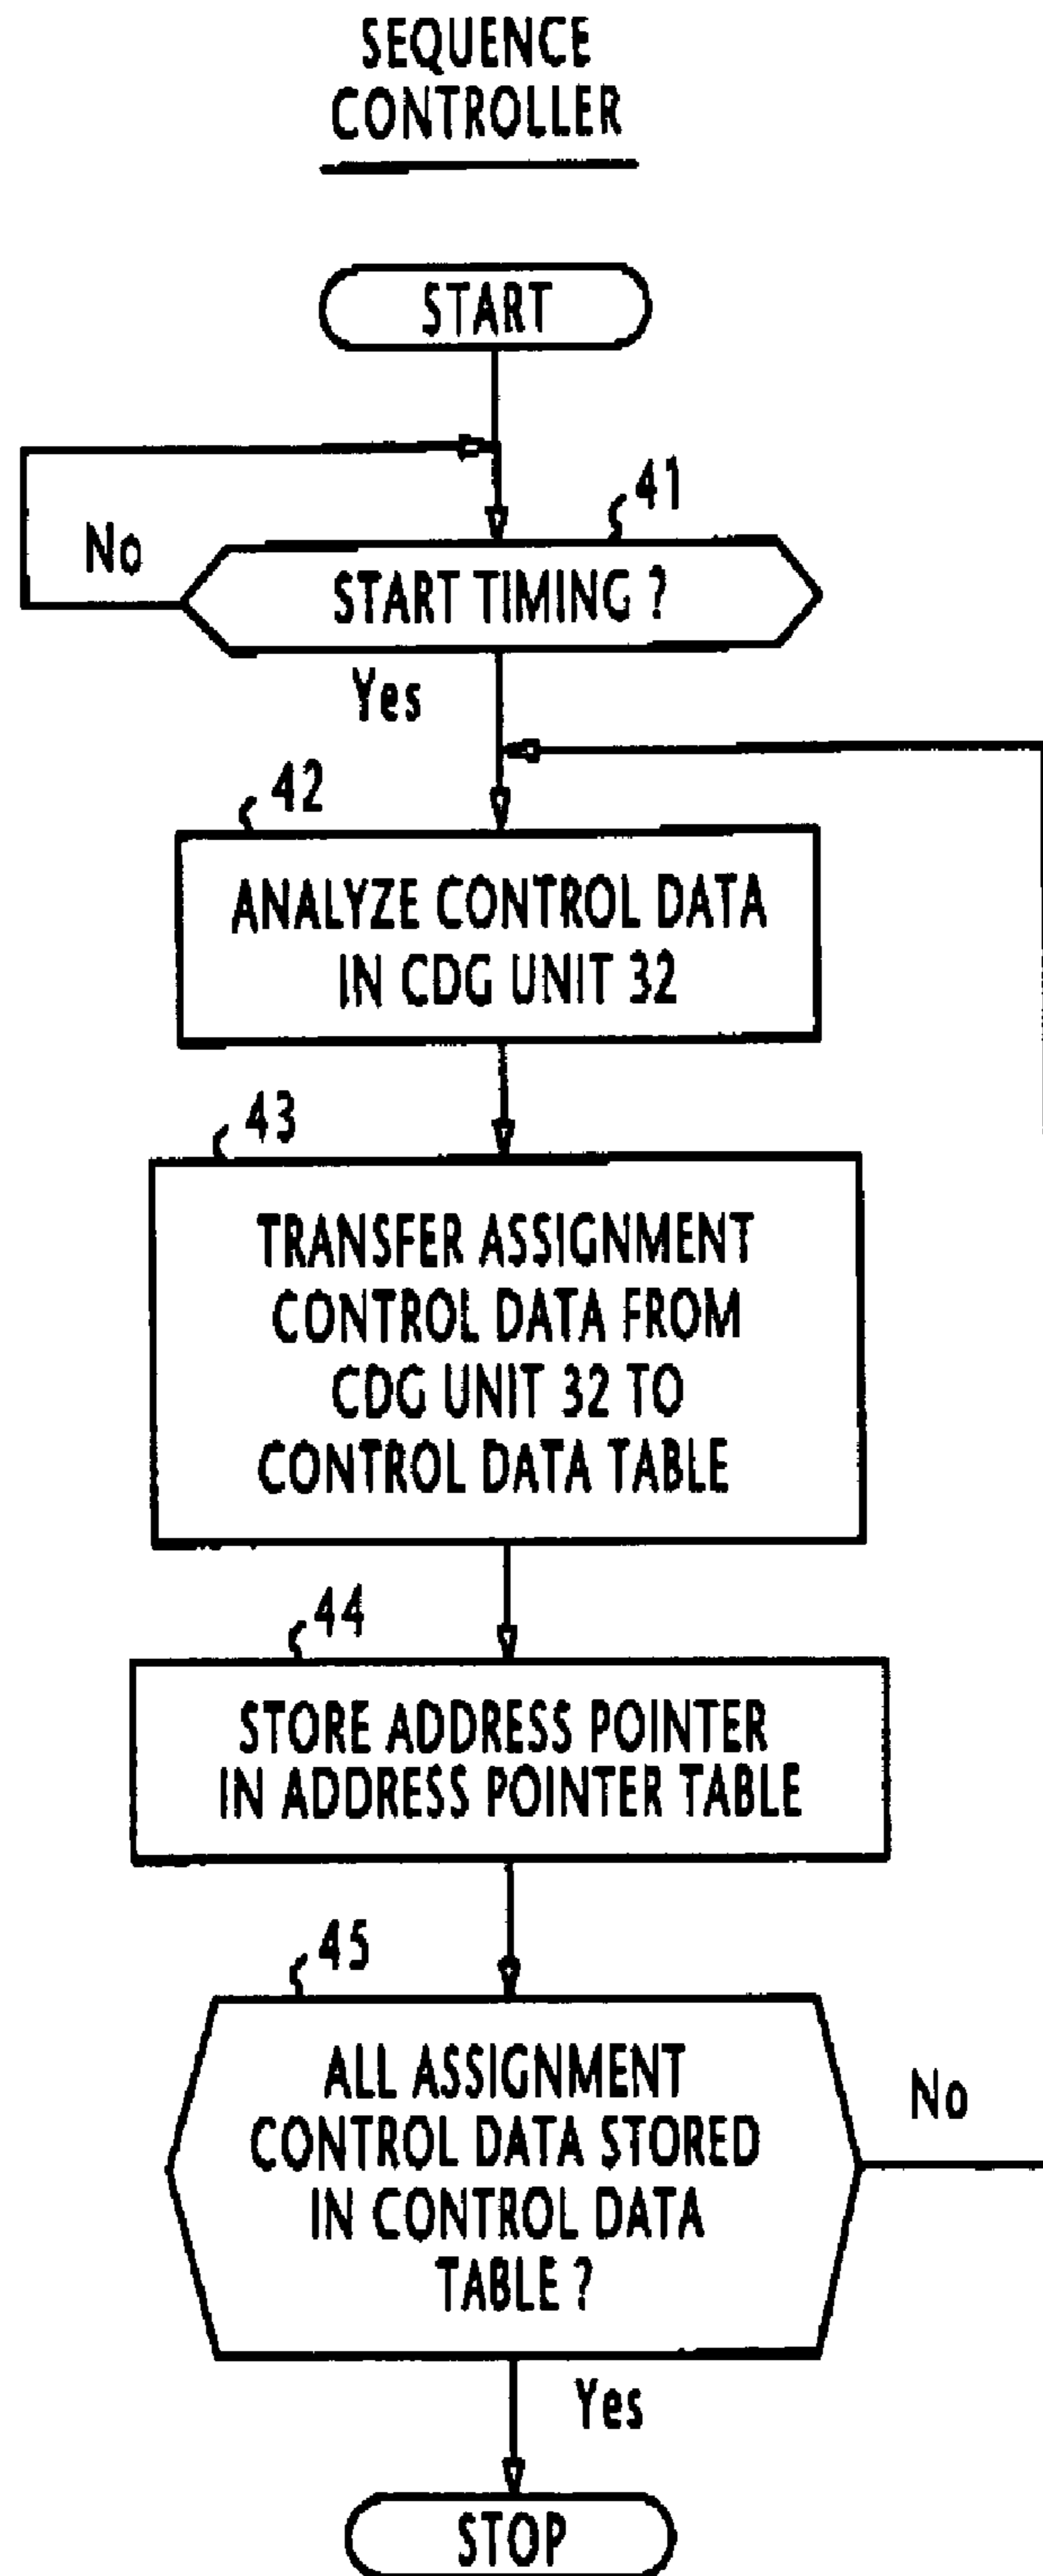 SEQUENCE
CONTROLLER
START
41
No
START TIMING ?
Yes
42
ANALYZE CONTROL DATA
IN CDG UNIT 32
43
TRANSFER ASSIGNMENT
CONTROL DATA FROM
CDG UNIT 32 TO
CONTROL DATA TABLE
44
STORE ADDRESS POINTER
IN ADDRESS POINTER TABLE
45
ALL ASSIGNMENT
CONTROL DATA STORED
IN CONTROL DATA
TABLE ?
No
Yes
STOP